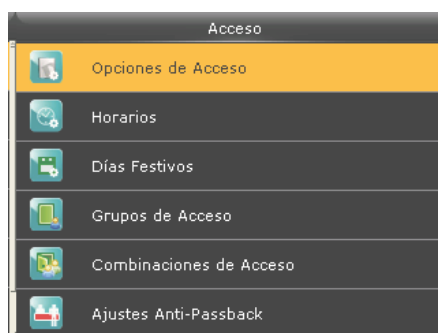 Acceso
Opciones de Acceso
Horarios
Días Festivos
Grupos de Acceso
Combinaciones de Acceso
Ajustes Anti-Passback